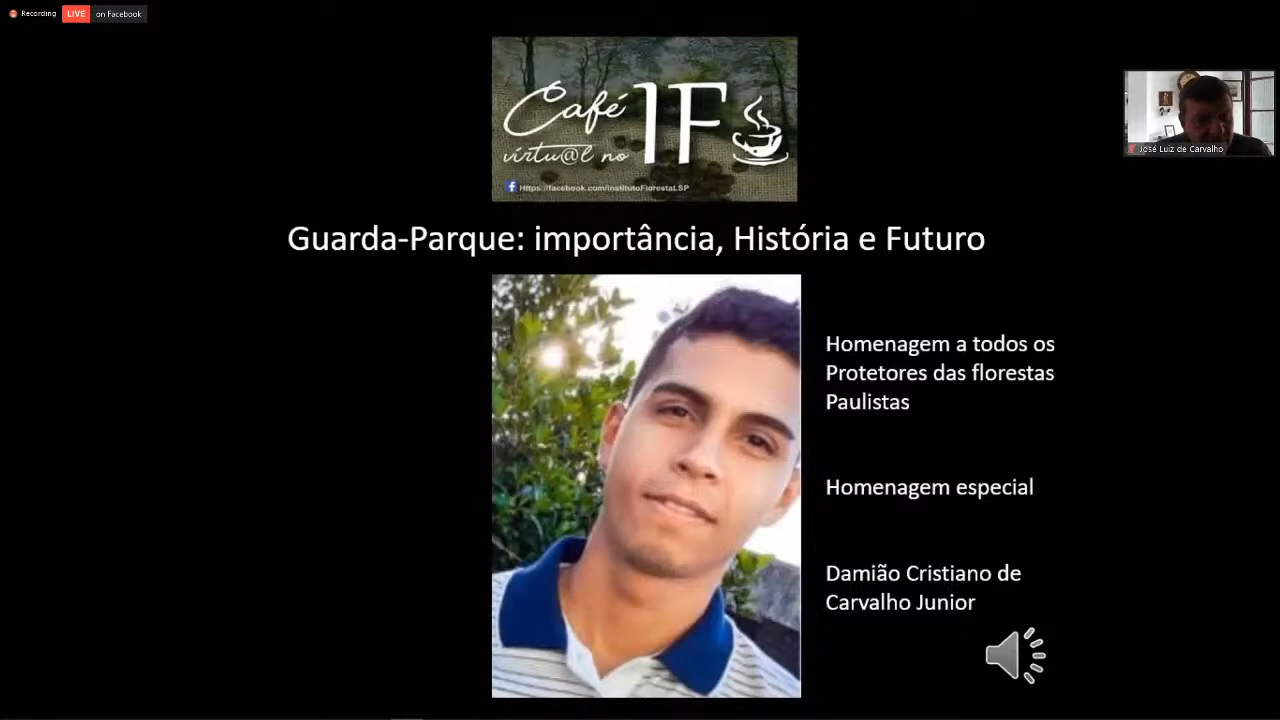 Recording LIVE on Facebook
Café
virtu@l no IF
Https://facebook.com/InstitutoFlorestaLSP
José Luiz de Carvalho
Guarda-Parque: importância, História e Futuro
Homenagem a todos os
Protetores das florestas
Paulistas
Homenagem especial
Damião Cristiano de
Carvalho Junior